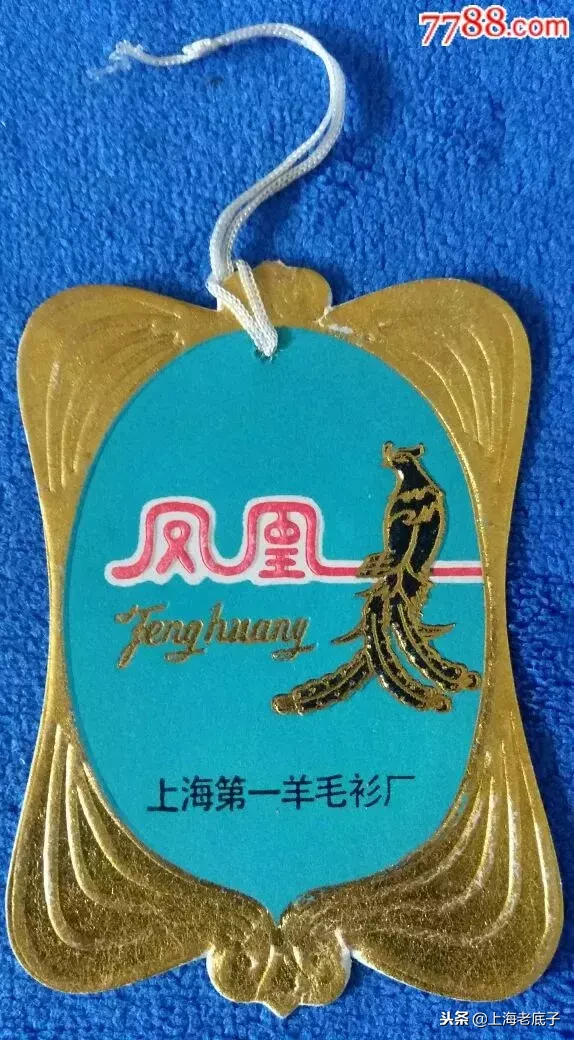 7788.com
凤凰
Fenghuang
上海第一羊毛衫厂
头条 @上海老底子